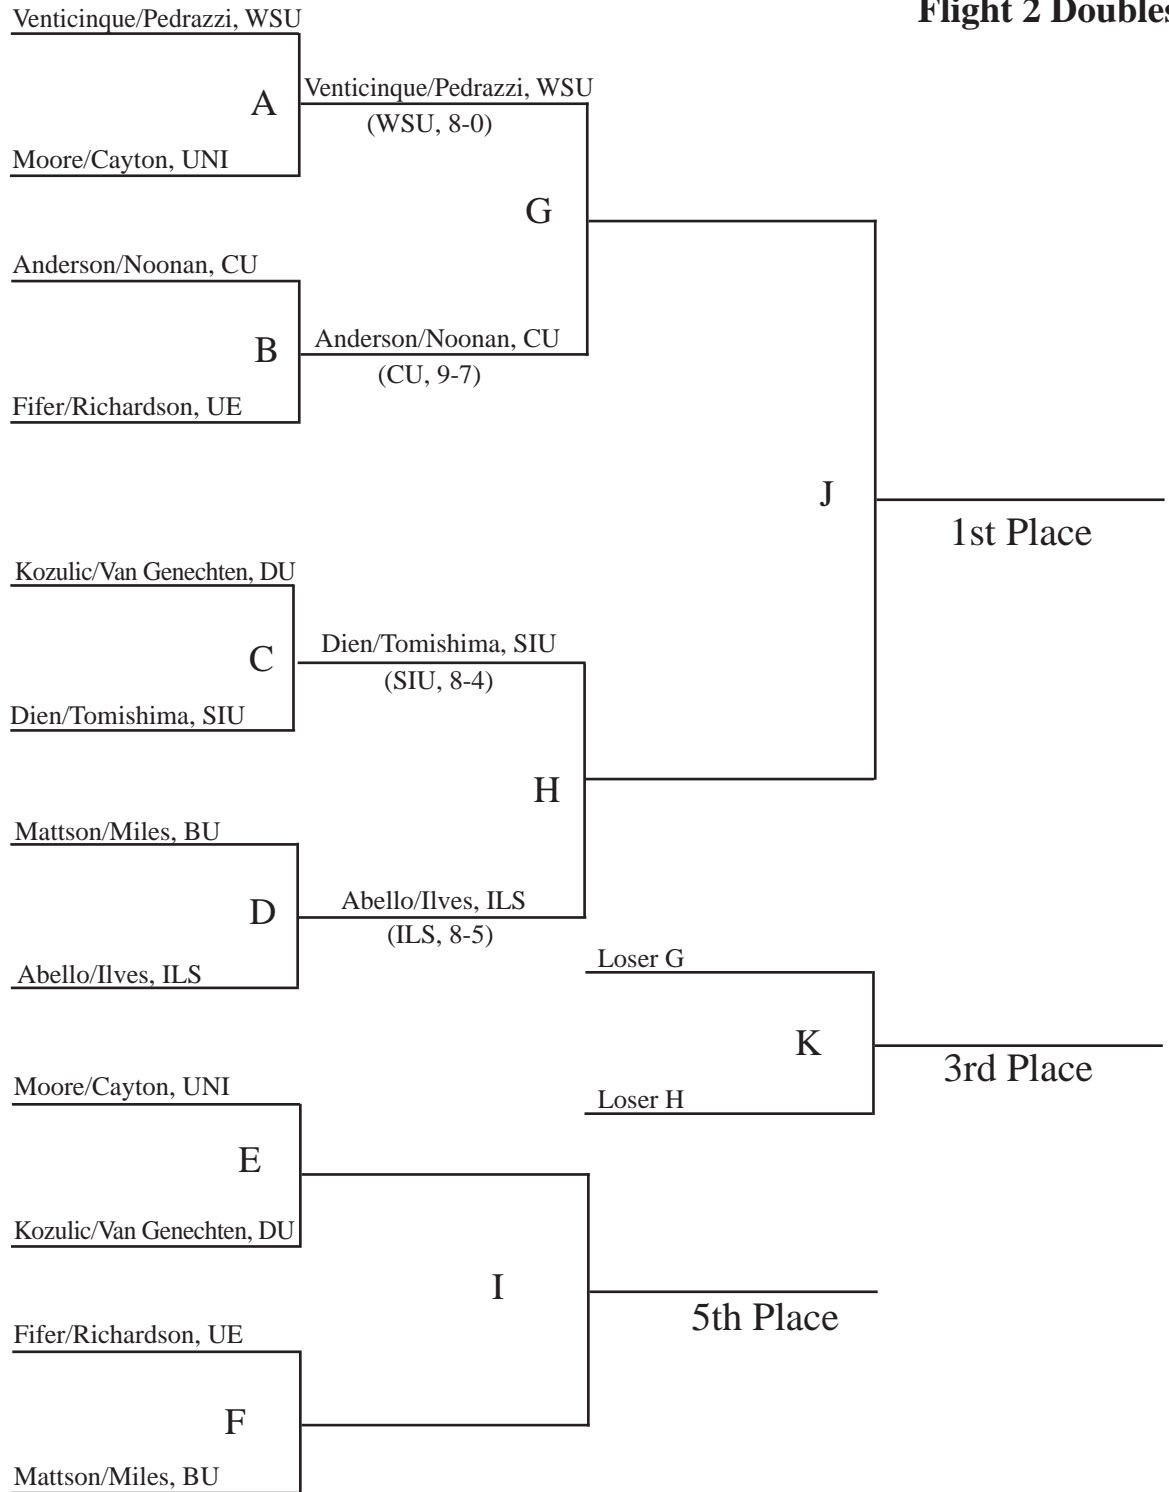 Flight 2 Doubles
Venticinque/Pedrazzi, WSU
A
Venticinque/Pedrazzi, WSU
(WSU, 8-0)
Moore/Cayton, UNI
G
Anderson/Noonan, CU
B
Anderson/Noonan, CU
(CU, 9-7)
Fifer/Richardson, UE
J
1st Place
Kozulic/Van Genechten, DU
C
Dien/Tomishima, SIU
(SIU, 8-4)
Dien/Tomishima, SIU
H
Mattson/Miles, BU
D
Abello/Ilves, ILS
(ILS, 8-5)
Abello/Ilves, ILS
Loser G
K
3rd Place
Loser H
Moore/Cayton, UNI
E
Kozulic/Van Genechten, DU
I
5th Place
Fifer/Richardson, UE
F
Mattson/Miles, BU